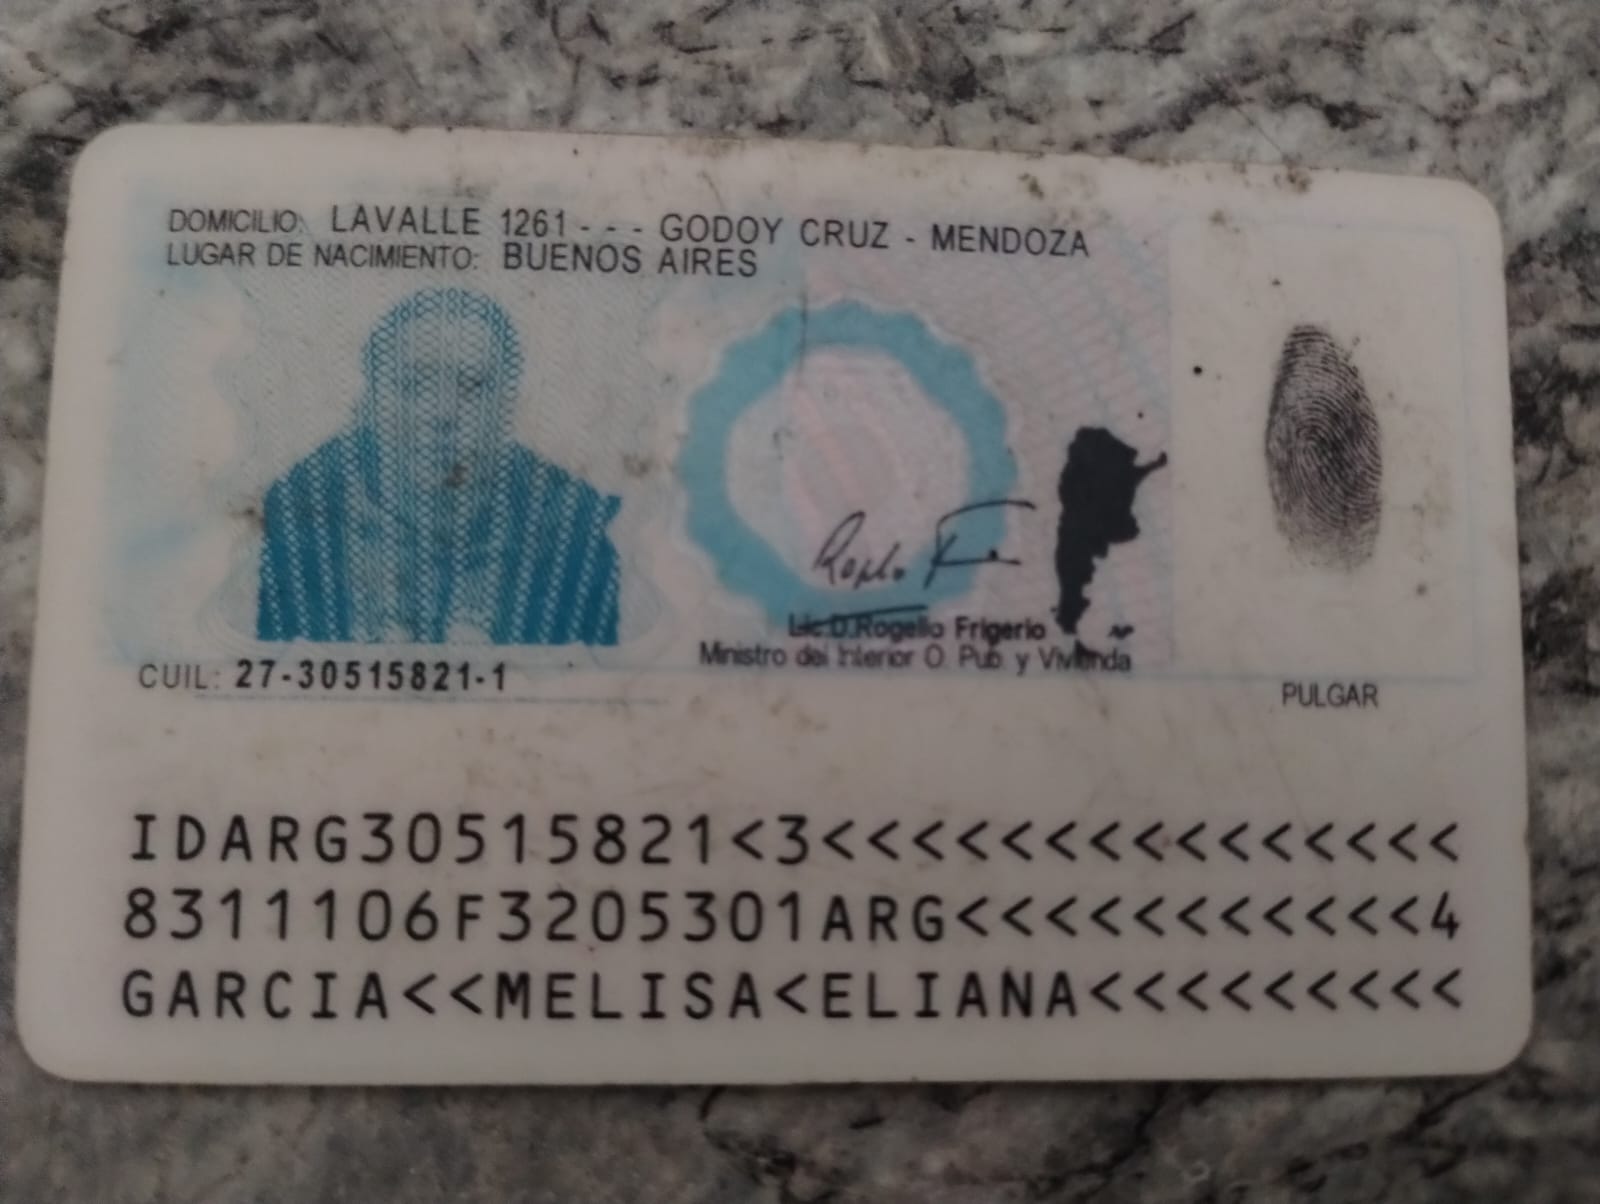 DOMICILIO: LAVALLE 1261 - - - GODOY CRUZ - MENDOZA
LUGAR DE NACIMIENTO: BUENOS AIRES
Lic.D.Rogelio Frigerio
Ministro del Interior O. Pub. y Vivienda
CUIL: 27-30515821-1
PULGAR
IDARG30515821<3<<<<<<<<<<<<<<<
8311106F3205301ARG<<<<<<<<<<<4
GARCIA<<MELISA<ELIANA<<<<<<<<<